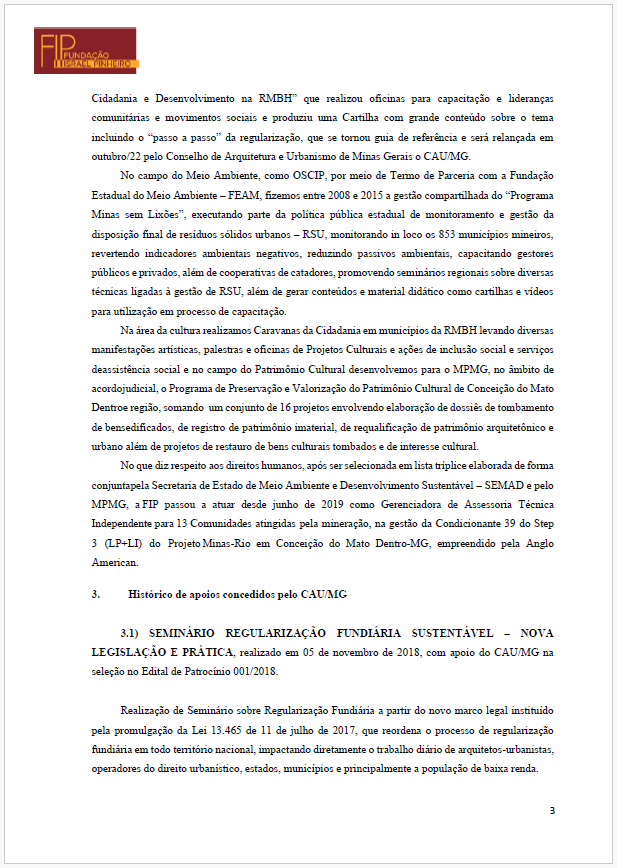 FIP
FUNDAÇÃO
ISRAEL PINHEIRO
Cidadania e Desenvolvimento na RMBH” que realizou oficinas para capacitação e lideranças
comunitárias e movimentos sociais e produziu uma Cartilha com grande conteúdo sobre o tema
incluindo o “passo a passo” da regularização, que se tornou guia de referência e será relançada em
outubro/22 pelo Conselho de Arquitetura e Urbanismo de Minas Gerais o CAU/MG.
No campo do Meio Ambiente, como OSCIP, por meio de Termo de Parceria com a Fundação
Estadual do Meio Ambiente – FEAM, fizemos entre 2008 e 2015 a gestão compartilhada do “Programa
Minas sem Lixões”, executando parte da política pública estadual de monitoramento e gestão da
disposição final de resíduos sólidos urbanos – RSU, monitorando in loco os 853 municípios mineiros,
revertendo indicadores ambientais negativos, reduzindo passivos ambientais, capacitando gestores
públicos e privados, além de cooperativas de catadores, promovendo seminários regionais sobre diversas
técnicas ligadas à gestão de RSU, além de gerar conteúdos e material didático como cartilhas e vídeos
para utilização em processo de capacitação.
Na área da cultura realizamos Caravanas da Cidadania em municípios da RMBH levando diversas
manifestações artísticas, palestras e oficinas de Projetos Culturais e ações de inclusão social e serviços
deassistência social e no campo do Patrimônio Cultural desenvolvemos para o MPMG, no âmbito de
acordojudicial, o Programa de Preservação e Valorização do Patrimônio Cultural de Conceição do Mato
Dentroe região, somando um conjunto de 16 projetos envolvendo elaboração de dossiês de tombamento
de bensedificados, de registro de patrimônio imaterial, de requalificação de patrimônio arquitetônico e
urbano além de projetos de restauro de bens culturais tombados e de interesse cultural.
No que diz respeito aos direitos humanos, após ser selecionada em lista tríplice elaborada de forma
conjuntapela Secretaria de Estado de Meio Ambiente e Desenvolvimento Sustentável – SEMAD e pelo
MPMG, a FIP passou a atuar desde junho de 2019 como Gerenciadora de Assessoria Técnica
Independente para 13 Comunidades atingidas pela mineração, na gestão da Condicionante 39 do Step
3 (LP+LI) do Projeto Minas-Rio em Conceição do Mato Dentro-MG, empreendido pela Anglo
American.
3. Histórico de apoios concedidos pelo CAU/MG
3.1) SEMINÁRIO REGULARIZAÇÃO FUNDIÁRIA SUSTENTÁVEL – NOVA
LEGISLAÇÃO E PRÁTICA, realizado em 05 de novembro de 2018, com apoio do CAU/MG na
seleção no Edital de Patrocínio 001/2018.
Realização de Seminário sobre Regularização Fundiária a partir do novo marco legal instituído
pela promulgação da Lei 13.465 de 11 de julho de 2017, que reordena o processo de regularização
fundiária em todo território nacional, impactando diretamente o trabalho diário de arquitetos-urbanistas,
operadores do direito urbanístico, estados, municípios e principalmente a população de baixa renda.
3